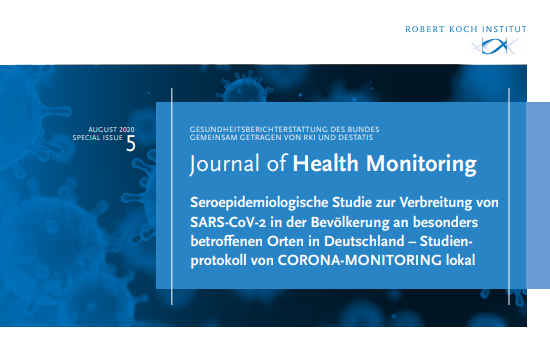 ROBERT KOCH INSTITUT
AUGUST 2020
SPECIAL ISSUE 5
GESUNDHEITSBERICHTERSTATTUNG DES BUNDES
GEMEINSAM GETRAGEN VON RKI UND DESTATIS
Journal of Health Monitoring
Seroepidemiologische Studie zur Verbreitung von
SARS-CoV-2 in der Bevölkerung an besonders
betroffenen Orten in Deutschland – Studien-
protokoll von CORONA-MONITORING lokal